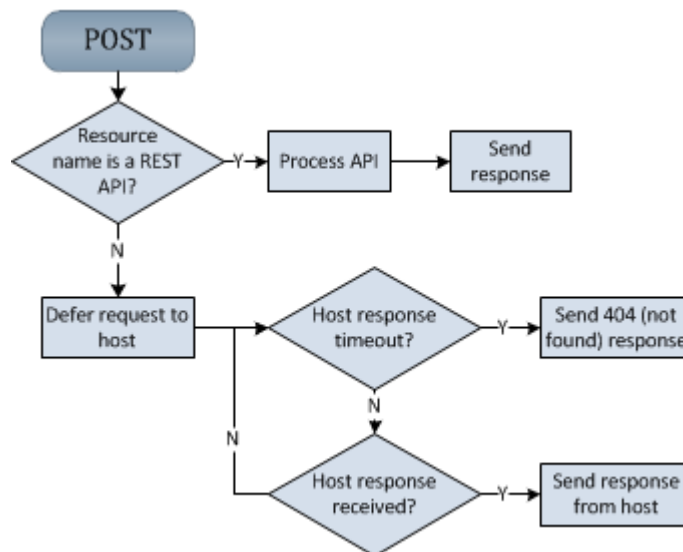 POST
Resource
name is a REST
API?
Y
Process API
Send
response
N
Defer request to
host
Host response
timeout?
Y
Send 404 (not
found) response
N
N
Host response
received?
Y
Send response
from host